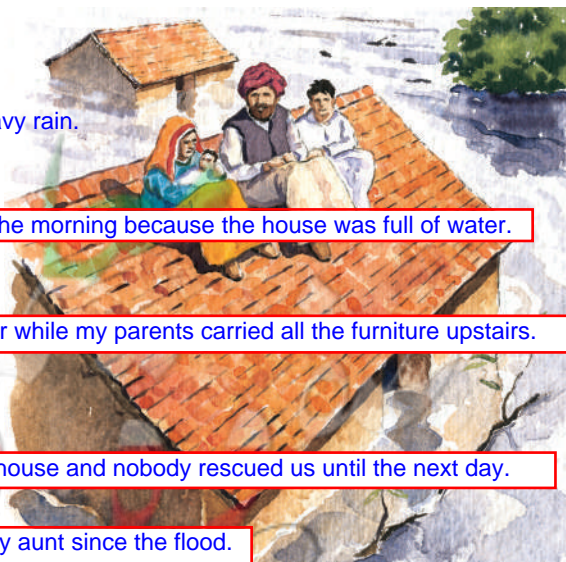 avy rain.
he morning because the house was full of water.
r while my parents carried all the furniture upstairs.
house and nobody rescued us until the next day.
y aunt since the flood.